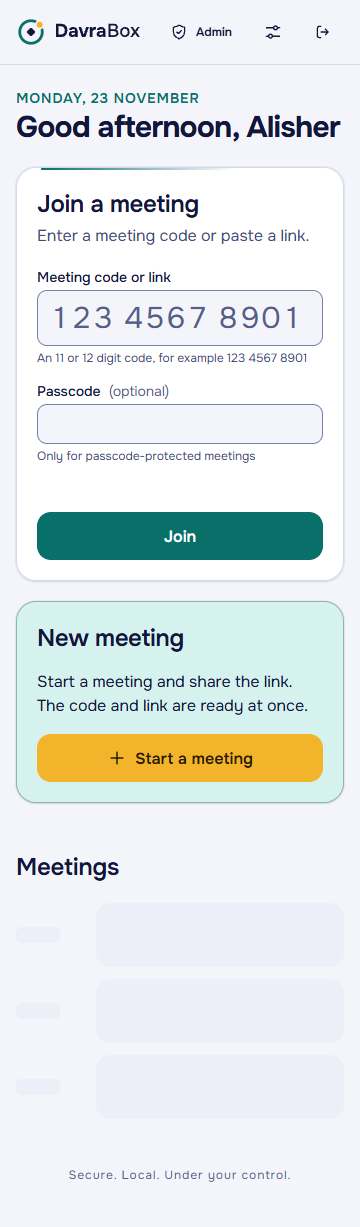 DavraBox
Admin
MONDAY, 23 NOVEMBER
Good afternoon, Alisher
Join a meeting
Enter a meeting code or paste a link.
Meeting code or link
123 4567 8901
An 11 or 12 digit code, for example 123 4567 8901
Passcode (optional)
Only for passcode-protected meetings
Join
New meeting
Start a meeting and share the link.
The code and link are ready at once.
Start a meeting
Meetings
Secure. Local. Under your control.